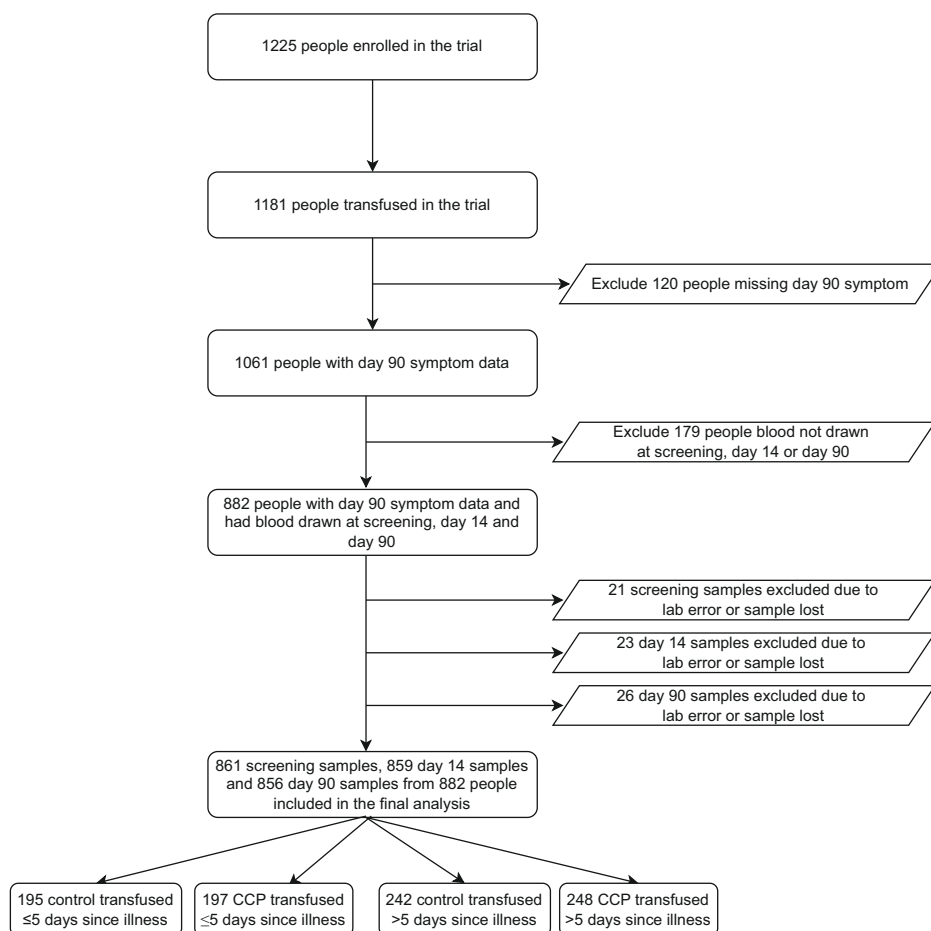 1225 people enrolled in the trial
1181 people transfused in the trial
Exclude 120 people missing day 90 symptom
1061 people with day 90 symptom data
Exclude 179 people blood not drawn
at screening, day 14 or day 90
882 people with day 90 symptom data and
had blood drawn at screening, day 14 and
day 90
21 screening samples excluded due to
lab error or sample lost
23 day 14 samples excluded due to
lab error or sample lost
26 day 90 samples excluded due to
lab error or sample lost
861 screening samples, 859 day 14 samples
and 856 day 90 samples from 882 people
included in the final analysis
195 control transfused
≤5 days since illness
197 CCP transfused
≤5 days since illness
242 control transfused
>5 days since illness
248 CCP transfused
>5 days since illness